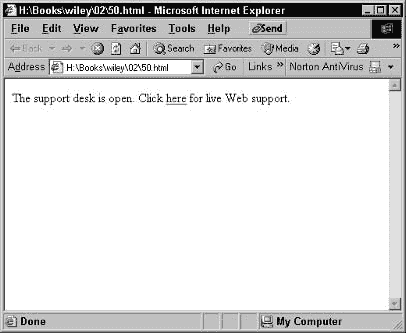 H:\Books\wiley\02\50.html - Microsoft Internet Explorer
File Edit View Favorites Tools Help Send
Back Search Favorites Media »
Address H:\Books\wiley\02\50.html Go Links » Norton AntiVirus
The support desk is open. Click here for live Web support.
Done My Computer